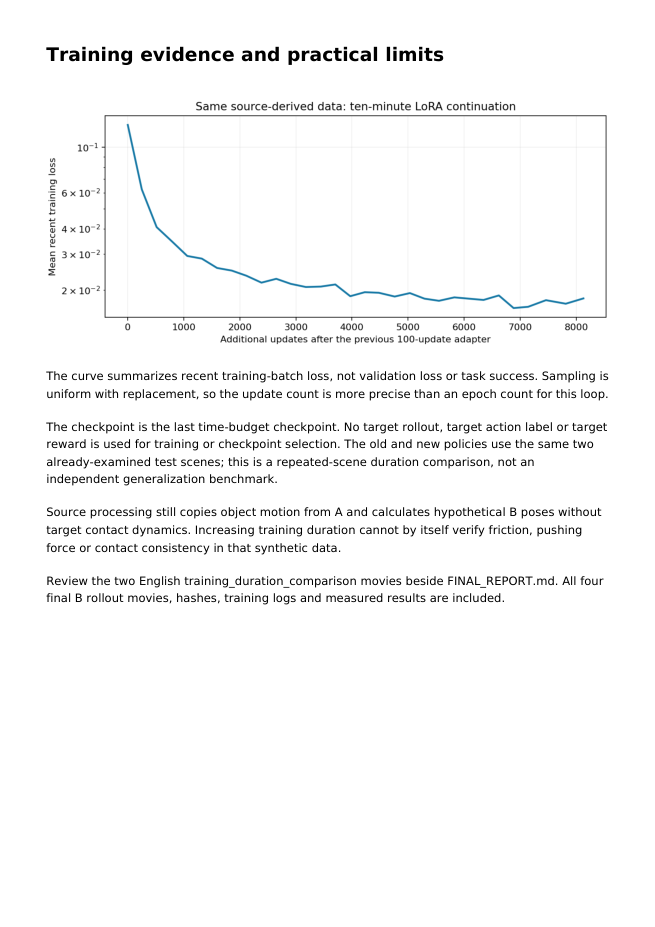 Training evidence and practical limits
Same source-derived data: ten-minute LoRA continuation
Mean recent training loss
10⁻¹
6 × 10⁻²
4 × 10⁻²
3 × 10⁻²
2 × 10⁻²
0 1000 2000 3000 4000 5000 6000 7000 8000
Additional updates after the previous 100-update adapter
The curve summarizes recent training-batch loss, not validation loss or task success. Sampling is
uniform with replacement, so the update count is more precise than an epoch count for this loop.
The checkpoint is the last time-budget checkpoint. No target rollout, target action label or target
reward is used for training or checkpoint selection. The old and new policies use the same two
already-examined test scenes; this is a repeated-scene duration comparison, not an
independent generalization benchmark.
Source processing still copies object motion from A and calculates hypothetical B poses without
target contact dynamics. Increasing training duration cannot by itself verify friction, pushing
force or contact consistency in that synthetic data.
Review the two English training_duration_comparison movies beside FINAL_REPORT.md. All four
final B rollout movies, hashes, training logs and measured results are included.